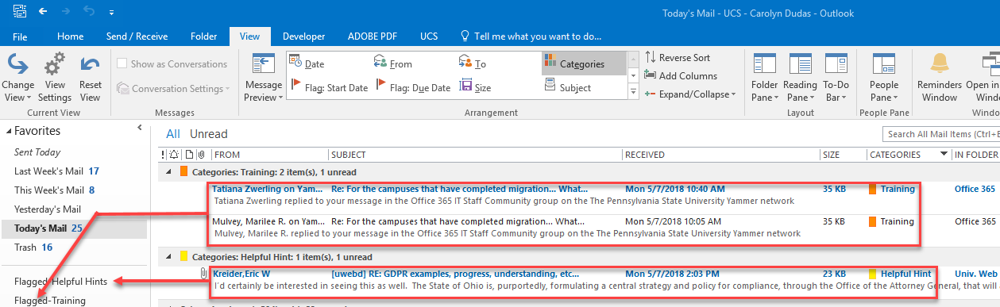 Today's Mail - UCS - Carolyn Dudas - Outlook
File Home Send / Receive Folder View Developer ADOBE PDF UCS Tell me what you want to do...
Change View
View Settings
Reset View
Current View
Show as Conversations
Conversation Settings
Messages
Message Preview
Date From To Categories
Flag: Start Date Flag: Due Date Size Subject
Arrangement
Reverse Sort
Add Columns
Expand/Collapse
Folder Pane
Reading Pane
To-Do Bar
Layout
People Pane
People Pane
Reminders Window
Open in
Favorites
Sent Today
Last Week's Mail 17
This Week's Mail 8
Yesterday's Mail
Today's Mail 25
Trash 16
Flagged-Helpful Hints
Flagged-Training
All Unread
Search All Mail Items (Ctrl+E
! FROM SUBJECT RECEIVED SIZE CATEGORIES IN FOLDER
Categories: Training: 2 item(s), 1 unread
Tatiana Zwerling on Yam... Re: For the campuses that have completed migration... What... Mon 5/7/2018 10:40 AM 35 KB Training Office 365
Tatiana Zwerling replied to your message in the Office 365 IT Staff Community group on the The Pennsylvania State University Yammer network
Mulvey, Marilee R. on Yam... Re: For the campuses that have completed migration... What... Mon 5/7/2018 10:05 AM 35 KB Training Office 365
Mulvey, Marilee R. replied to your message in the Office 365 IT Staff Community group on the The Pennsylvania State University Yammer network
Categories: Helpful Hint: 1 item(s), 1 unread
Kreider,Eric W [uwebd] RE: GDPR examples, progress, understanding, etc... Mon 5/7/2018 2:03 PM 23 KB Helpful Hint Univ. Web
I'd certainly be interested in seeing this as well. The State of Ohio is, purportedly, formulating a central strategy and policy for compliance, through the Office of the Attorney General, that will